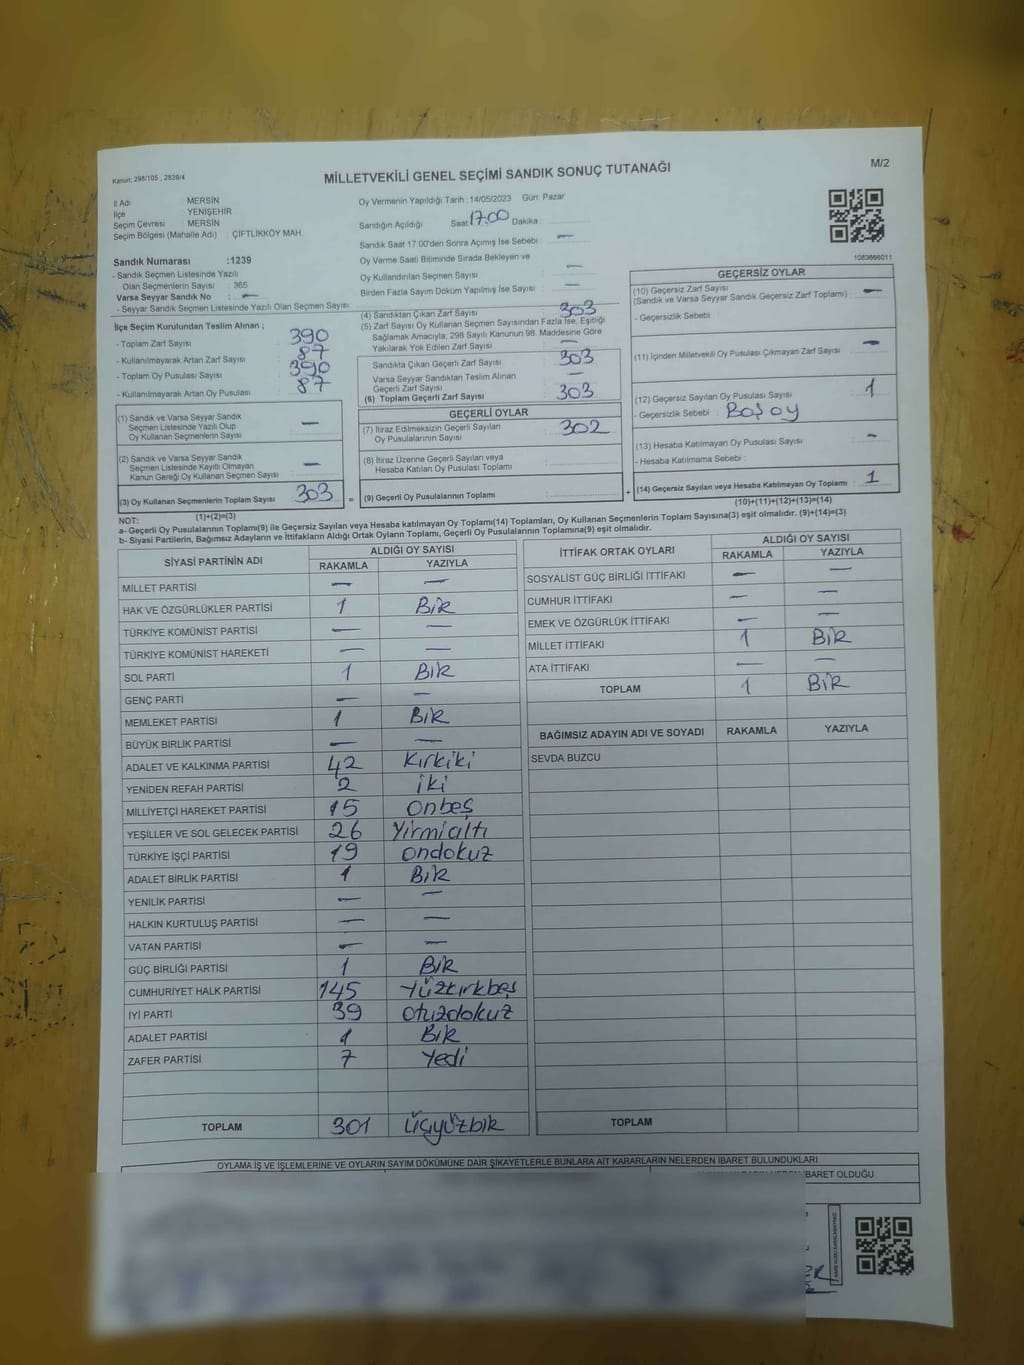 Kanun: 298/105 , 2839/4
MİLLETVEKİLİ GENEL SEÇİMİ SANDIK SONUÇ TUTANAĞI
M/2
İl Adı MERSİN
İlçe YENİŞEHİR
Seçim Çevresi MERSİN
Seçim Bölgesi (Mahalle Adı) : ÇİFTLİKKÖY MAH.
Sandık Numarası :1239
- Sandık Seçmen Listesinde Yazılı
Olan Seçmenlerin Sayısı : 365
Varsa Seyyar Sandık No : —
- Seyyar Sandık Seçmen Listesinde Yazılı Olan Seçmen Sayısı:
İlçe Seçim Kurulundan Teslim Alınan ;
- Toplam Zarf Sayısı 390
- Kullanılmayarak Artan Zarf Sayısı 87
- Toplam Oy Pusulası Sayısı 390
- Kullanılmayarak Artan Oy Pusulası 87
(1) Sandık ve Varsa Seyyar Sandık
Seçmen Listesinde Yazılı Olup
Oy Kullanan Seçmenlerin Sayısı —
(2) Sandık ve Varsa Seyyar Sandık
Seçmen Listesinde Kayıtlı Olmayan
Kanun Gereği Oy Kullanan Seçmen Sayısı —
(3) Oy Kullanan Seçmenlerin Toplam Sayısı 303 =
(1)+(2)=(3)
Oy Vermenin Yapıldığı Tarih :14/05/2023 Gün: Pazar
Sandığın Açıldığı Saat 17:00 Dakika :
Sandık Saat 17.00'den Sonra Açılmış İse Sebebi : —
Oy Verme Saati Bitiminde Sırada Bekleyen ve
Oy Kullandırılan Seçmen Sayısı —
Birden Fazla Sayım Döküm Yapılmış İse Sayısı : —
(4) Sandıktan Çıkan Zarf Sayısı 303
(5) Zarf Sayısı Oy Kullanan Seçmen Sayısından Fazla İse, Eşitliği
Sağlamak Amacıyla; 298 Sayılı Kanunun 98. Maddesine Göre
Yakılarak Yok Edilen Zarf Sayısı —
Sandıkta Çıkan Geçerli Zarf Sayısı 303
Varsa Seyyar Sandıktan Teslim Alınan
Geçerli Zarf Sayısı —
(6) Toplam Geçerli Zarf Sayısı 303
GEÇERLİ OYLAR
(7) İtiraz Edilmeksizin Geçerli Sayılan
Oy Pusulalarının Sayısı 302
(8) İtiraz Üzerine Geçerli Sayılan veya
Hesaba Katılan Oy Pusulası Toplamı :
(9) Geçerli Oy Pusulalarının Toplamı +
1083666011
GEÇERSİZ OYLAR
(10) Geçersiz Zarf Sayısı
(Sandık ve Varsa Seyyar Sandık Geçersiz Zarf Toplamı) —
- Geçersizlik Sebebi
(11) İçinden Milletvekili Oy Pusulası Çıkmayan Zarf Sayısı —
(12) Geçersiz Sayılan Oy Pusulası Sayısı 1
- Geçersizlik Sebebi : Boş oy
(13) Hesaba Katılmayan Oy Pusulası Sayısı -
- Hesaba Katılmama Sebebi :
(14) Geçersiz Sayılan veya Hesaba Katılmayan Oy Toplamı : 1
(10)+(11)+(12)+(13)=(14)
NOT:
a- Geçerli Oy Pusulalarının Toplamı(9) ile Geçersiz Sayılan veya Hesaba katılmayan Oy Toplamı(14) Toplamları, Oy Kullanan Seçmenlerin Toplam Sayısına(3) eşit olmalıdır. (9)+(14)=(3)
b- Siyasi Partilerin, Bağımsız Adayların ve İttifakların Aldığı Ortak Oyların Toplamı, Geçerli Oy Pusulalarının Toplamına(9) eşit olmalıdır.
SİYASİ PARTİNİN ADI ALDIĞI OY SAYISI
RAKAMLA YAZIYLA
MİLLET PARTİSİ — —
HAK VE ÖZGÜRLÜKLER PARTİSİ 1 Bir
TÜRKİYE KOMÜNİST PARTİSİ — —
TÜRKİYE KOMÜNİST HAREKETİ — —
SOL PARTİ 1 Bir
GENÇ PARTİ — —
MEMLEKET PARTİSİ 1 Bir
BÜYÜK BİRLİK PARTİSİ — —
ADALET VE KALKINMA PARTİSİ 42 Kırkiki
YENİDEN REFAH PARTİSİ 2 iki
MİLLİYETÇİ HAREKET PARTİSİ 15 onbeş
YEŞİLLER VE SOL GELECEK PARTİSİ 26 Yirmialtı
TÜRKİYE İŞÇİ PARTİSİ 19 ondokuz
ADALET BİRLİK PARTİSİ 1 Bir
YENİLİK PARTİSİ — —
HALKIN KURTULUŞ PARTİSİ — —
VATAN PARTİSİ — —
GÜÇ BİRLİĞİ PARTİSİ 1 Bir
CUMHURİYET HALK PARTİSİ 145 Yüzkırkbeş
İYİ PARTİ 39 otuzdokuz
ADALET PARTİSİ 1 Bir
ZAFER PARTİSİ 7 Yedi
TOPLAM 301 Üçyüzbir
İTTİFAK ORTAK OYLARI ALDIĞI OY SAYISI
RAKAMLA YAZIYLA
SOSYALİST GÜÇ BİRLİĞİ İTTİFAKI — —
CUMHUR İTTİFAKI — —
EMEK VE ÖZGÜRLÜK İTTİFAKI — —
MİLLET İTTİFAKI 1 Bir
ATA İTTİFAKI — —
TOPLAM 1 Bir
BAĞIMSIZ ADAYIN ADI VE SOYADI RAKAMLA YAZIYLA
SEVDA BUZCU
TOPLAM
OYLAMA İŞ VE İŞLEMLERİNE VE OYLARIN SAYIM DÖKÜMÜNE DAİR ŞİKAYETLERLE BUNLARA AİT KARARLARIN NELERDEN İBARET BULUNDUKLARI
İBARET OLDUĞU